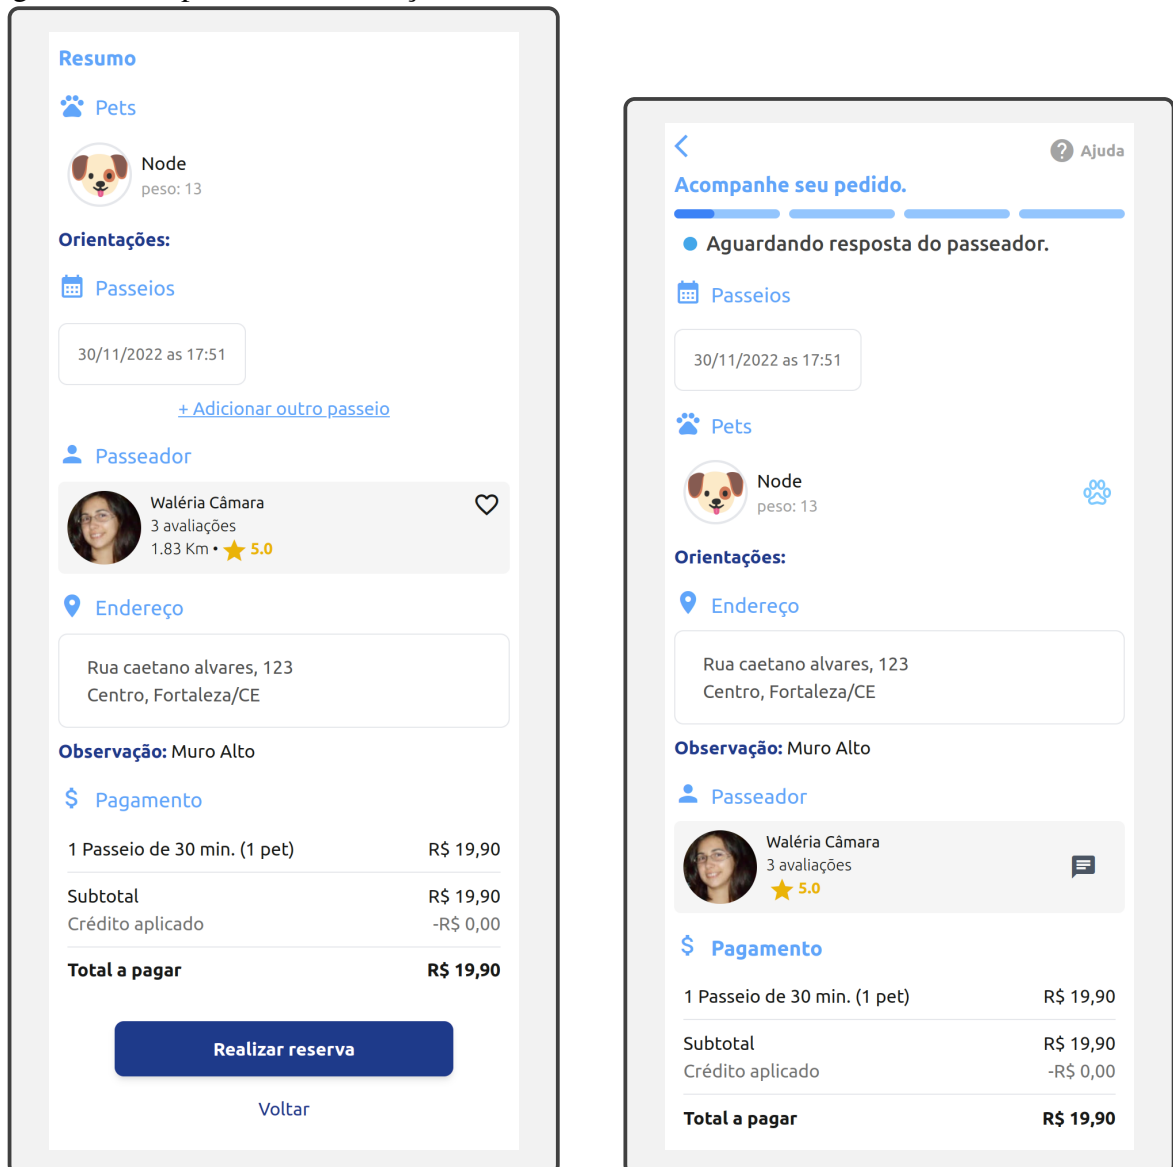 Resumo
Pets
Node
peso: 13
Orientações:
Passeios
30/11/2022 as 17:51
+ Adicionar outro passeio
Passeador
Waléria Câmara
3 avaliações
1.83 Km • 5.0
Endereço
Rua caetano alvares, 123
Centro, Fortaleza/CE
Observação: Muro Alto
$ Pagamento
1 Passeio de 30 min. (1 pet) R$ 19,90
Subtotal R$ 19,90
Crédito aplicado -R$ 0,00
Total a pagar R$ 19,90
Realizar reserva
Voltar
? Ajuda
Acompanhe seu pedido.
Aguardando resposta do passeador.
Passeios
30/11/2022 as 17:51
Pets
Node
peso: 13
Orientações:
Endereço
Rua caetano alvares, 123
Centro, Fortaleza/CE
Observação: Muro Alto
Passeador
Waléria Câmara
3 avaliações
5.0
$ Pagamento
1 Passeio de 30 min. (1 pet) R$ 19,90
Subtotal R$ 19,90
Crédito aplicado -R$ 0,00
Total a pagar R$ 19,90